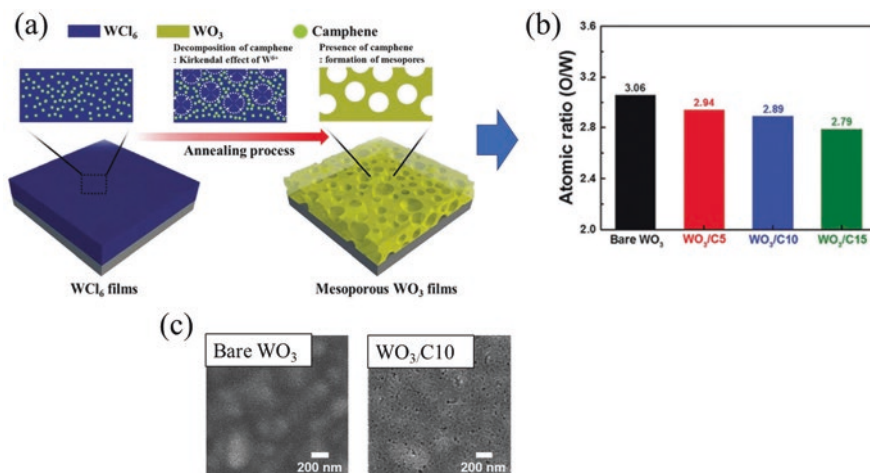 (a)
WCl₆
WO₃
Camphene
Decomposition of camphene
: Kirkendal effect of W⁶⁺
Presence of camphene
: formation of mesopores
Annealing process
WCl₆ films
Mesoporous WO₃ films
(b)
Atomic ratio (O/W)
3.6
3.2
2.8
2.4
2.0
3.06
2.94
2.89
2.79
Bare WO₃
WO₃/C5
WO₃/C10
WO₃/C15
(c)
Bare WO₃
200 nm
WO₃/C10
200 nm